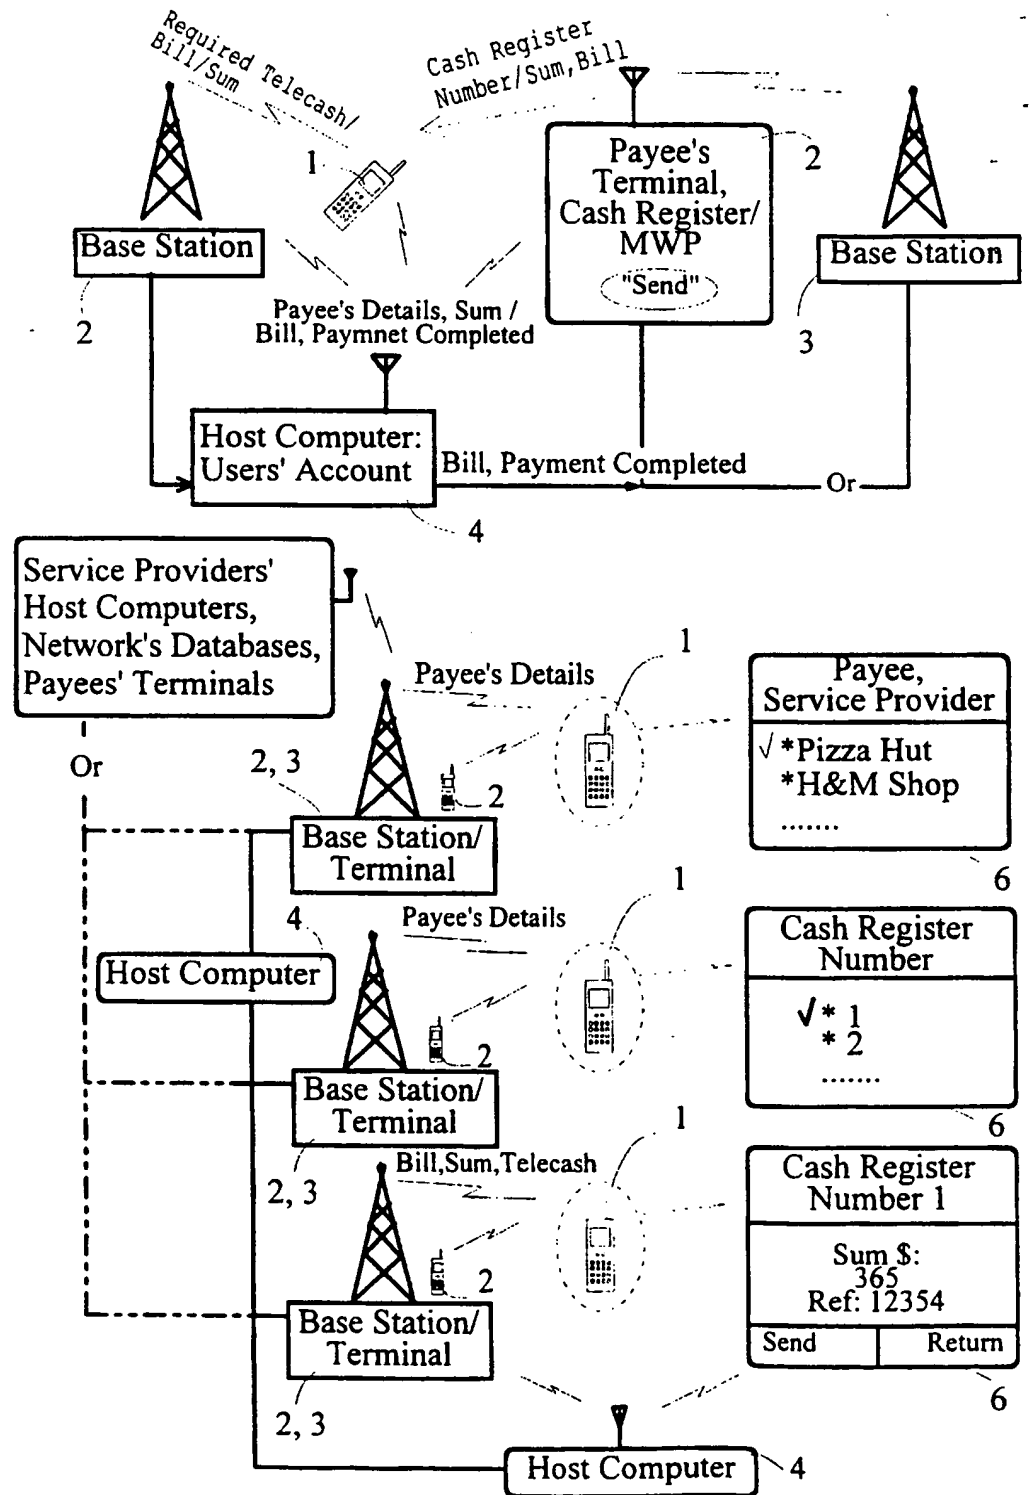 Required Telecash/
Bill/Sum
Cash Register
Number/Sum,Bill
1
2
Payee's
Terminal,
Cash Register/
MWP
"Send"
Base Station
2
Base Station
3
Payee's Details, Sum /
Bill, Paymnet Completed
Host Computer:
Users' Account
Bill, Payment Completed
Or
4
Service Providers'
Host Computers,
Network's Databases,
Payees' Terminals
Or
Payee's Details
1
Payee,
Service Provider
√ *Pizza Hut
*H&M Shop
.......
6
2, 3
2
Base Station/
Terminal
4
Host Computer
Payee's Details
1
Cash Register
Number
√* 1
* 2
.......
6
2
Base Station/
Terminal
2, 3
Bill,Sum,Telecash
1
Cash Register
Number 1
Sum $:
365
Ref: 12354
Send
Return
6
2
Base Station/
Terminal
2, 3
Host Computer
4